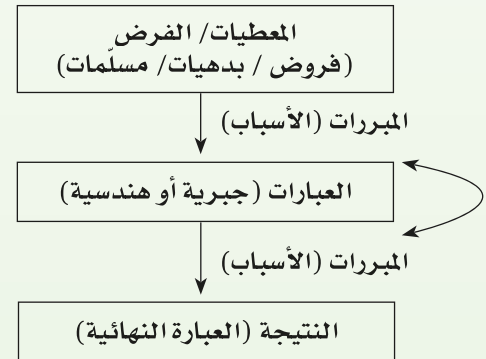 المعطيات/ الفرض
(فروض / بدهيات/ مسلّمات)
المبررات (الأسباب)
العبارات (جبرية أو هندسية)
المبررات (الأسباب)
النتيجة (العبارة النهائية)